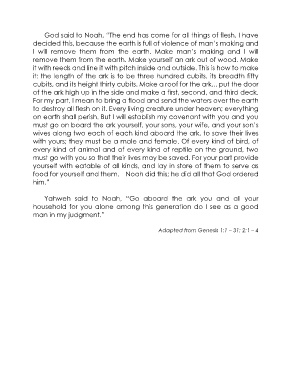 God said to Noah, "The end has come for all things of flesh. I have
decided this, because the earth is full of violence of man's making and
I will remove them from the earth. Make man's making and I will
remove them from the earth. Make yourself an ark out of wood. Make
it with reeds and line it with pitch inside and outside. This is how to make
it: the length of the ark is to be three hundred cubits, its breadth fifty
cubits, and its height thirty cubits. Make a roof for the ark... put the door
of the ark high up in the side and make a first, second, and third deck.
For my part, I mean to bring a flood and send the waters over the earth
to destroy all flesh on it. Every living creature under heaven; everything
on earth shall perish. But I will establish my covenant with you and you
must go on board the ark yourself, your sons, your wife, and your son's
wives along two each of each kind aboard the ark, to save their lives
with yours; they must be a male and female. Of every kind of bird, of
every kind of animal and of every kind of reptile on the ground, two
must go with you so that their lives may be saved. For your part provide
yourself with eatable of all kinds, and lay in store of them to serve as
food for yourself and them. Noah did this; he did all that God ordered
him."
Yahweh said to Noah, "Go aboard the ark you and all your
household for you alone among this generation do I see as a good
man in my judgment."
Adapted from Genesis 1:1 – 31; 2:1 – 4